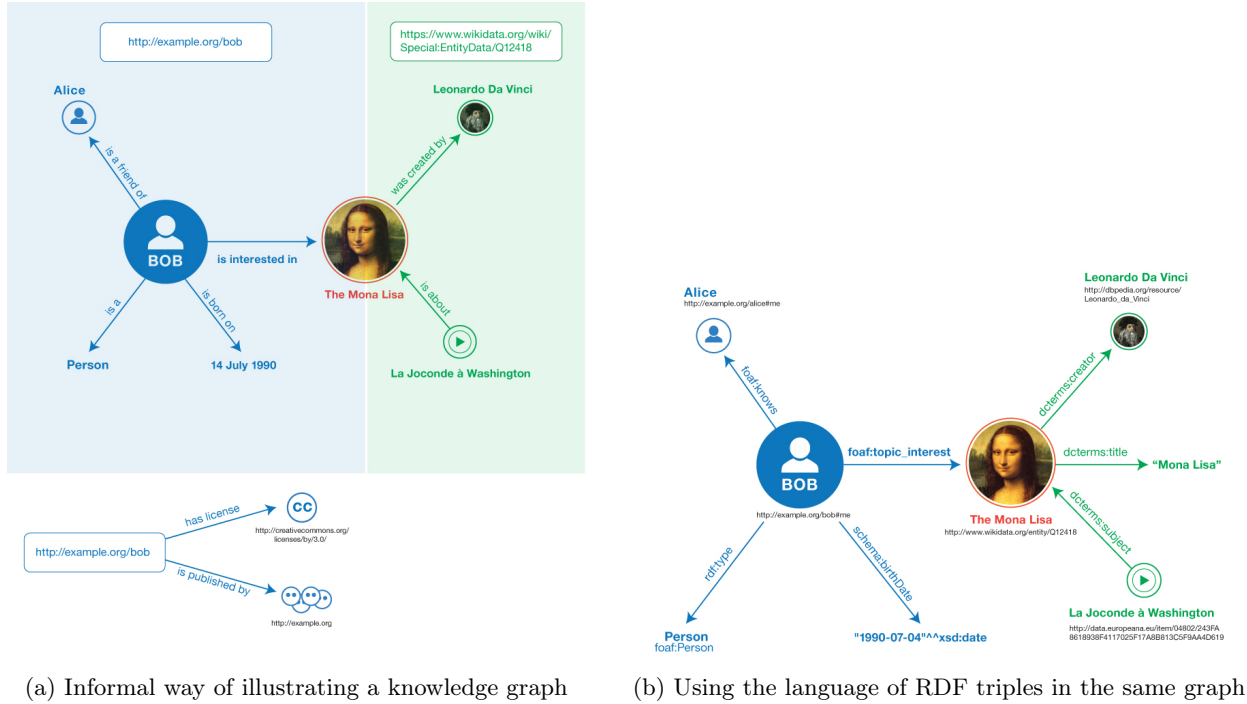 http://example.org/bob
https://www.wikidata.org/wiki/
Special:EntityData/Q12418
Alice
Leonardo Da Vinci
is a friend of
was created by
BOB
is interested in
The Mona Lisa
is a
is born on
is about
Person
14 July 1990
La Joconde à Washington
http://example.org/bob
has license
CC
http://creativecommons.org/
licenses/by/3.0/
is published by
http://example.org
(a) Informal way of illustrating a knowledge graph
Alice
http://example.org/alice#me
Leonardo Da Vinci
http://dbpedia.org/resource/
Leonardo_da_Vinci
foaf:knows
dcterms:creator
BOB
http://example.org/bob#me
foaf:topic_interest
dcterms:title
"Mona Lisa"
The Mona Lisa
http://www.wikidata.org/entity/Q12418
rdf:type
schema:birthDate
dcterms:subject
Person
foaf:Person
"1990-07-04"^^xsd:date
La Joconde à Washington
http://data.europeana.eu/item/04802/243FA
8618938F4117025F17A8B813C5F9AA4D619
(b) Using the language of RDF triples in the same graph